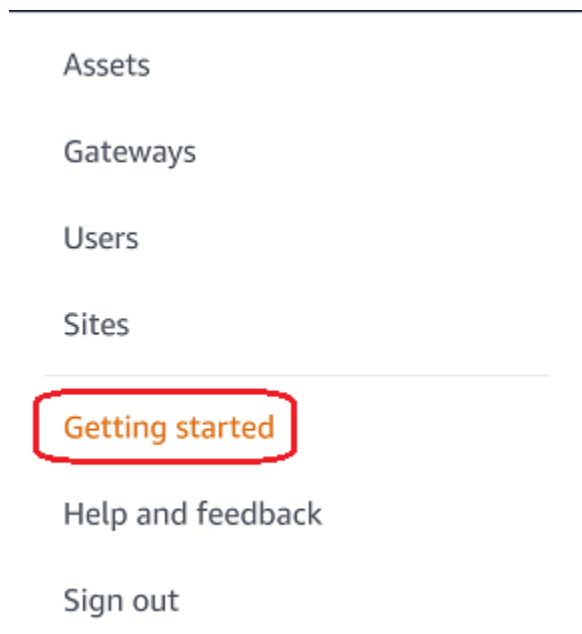 Assets
Gateways
Users
Sites
Getting started
Help and feedback
Sign out